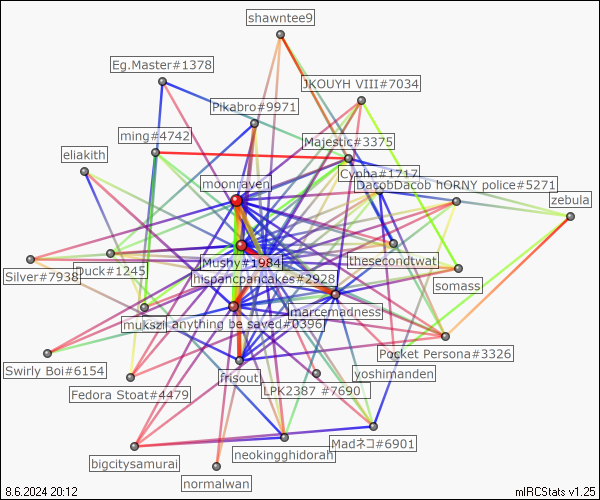 shawntee9
Eg.Master#1378
JKOUYH VIII#7034
Pikabro#9971
ming#4742
Majestic#3375
eliakith
Cypha#1717
moonraven
DacobDacob hORNY police#5271
zebula
Mushy#1984
thesecondtwat
Silver#7938
Duck#1245
hispancpancakes#2928
somass
marcemadness
anything be saved#0396
Pocket Persona#3326
Swirly Boi#6154
frisout
yoshimanden
Fedora Stoat#4479
LPK2387 #7690
Madネコ#6901
neokingghidorah
bigcitysamurai
normalwan
8.6.2024 20:12
mIRCStats v1.25